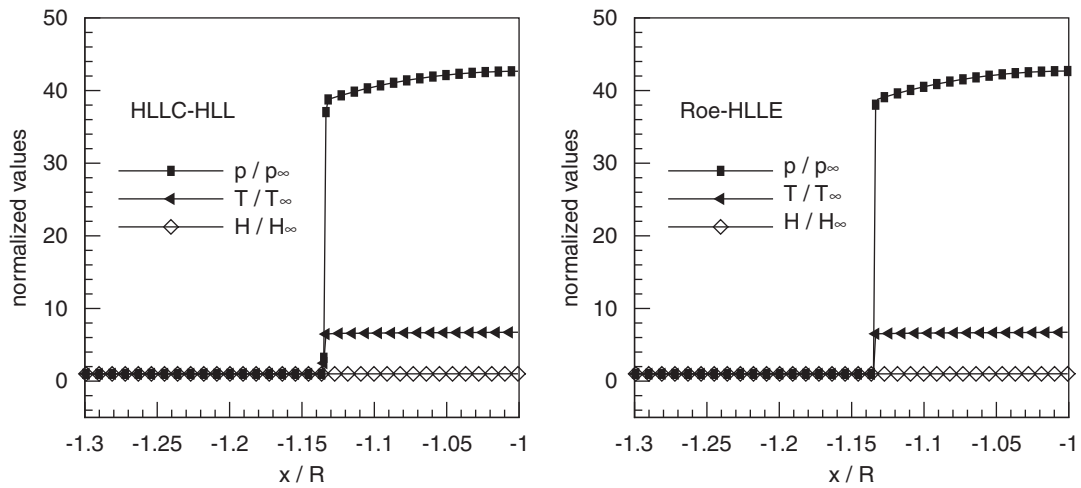 50
40
30
20
10
0
normalized values
HLLC-HLL
p / p∞
T / T∞
H / H∞
-1.3 -1.25 -1.2 -1.15 -1.1 -1.05 -1
x / R
50
40
30
20
10
0
normalized values
Roe-HLLE
p / p∞
T / T∞
H / H∞
-1.3 -1.25 -1.2 -1.15 -1.1 -1.05 -1
x / R